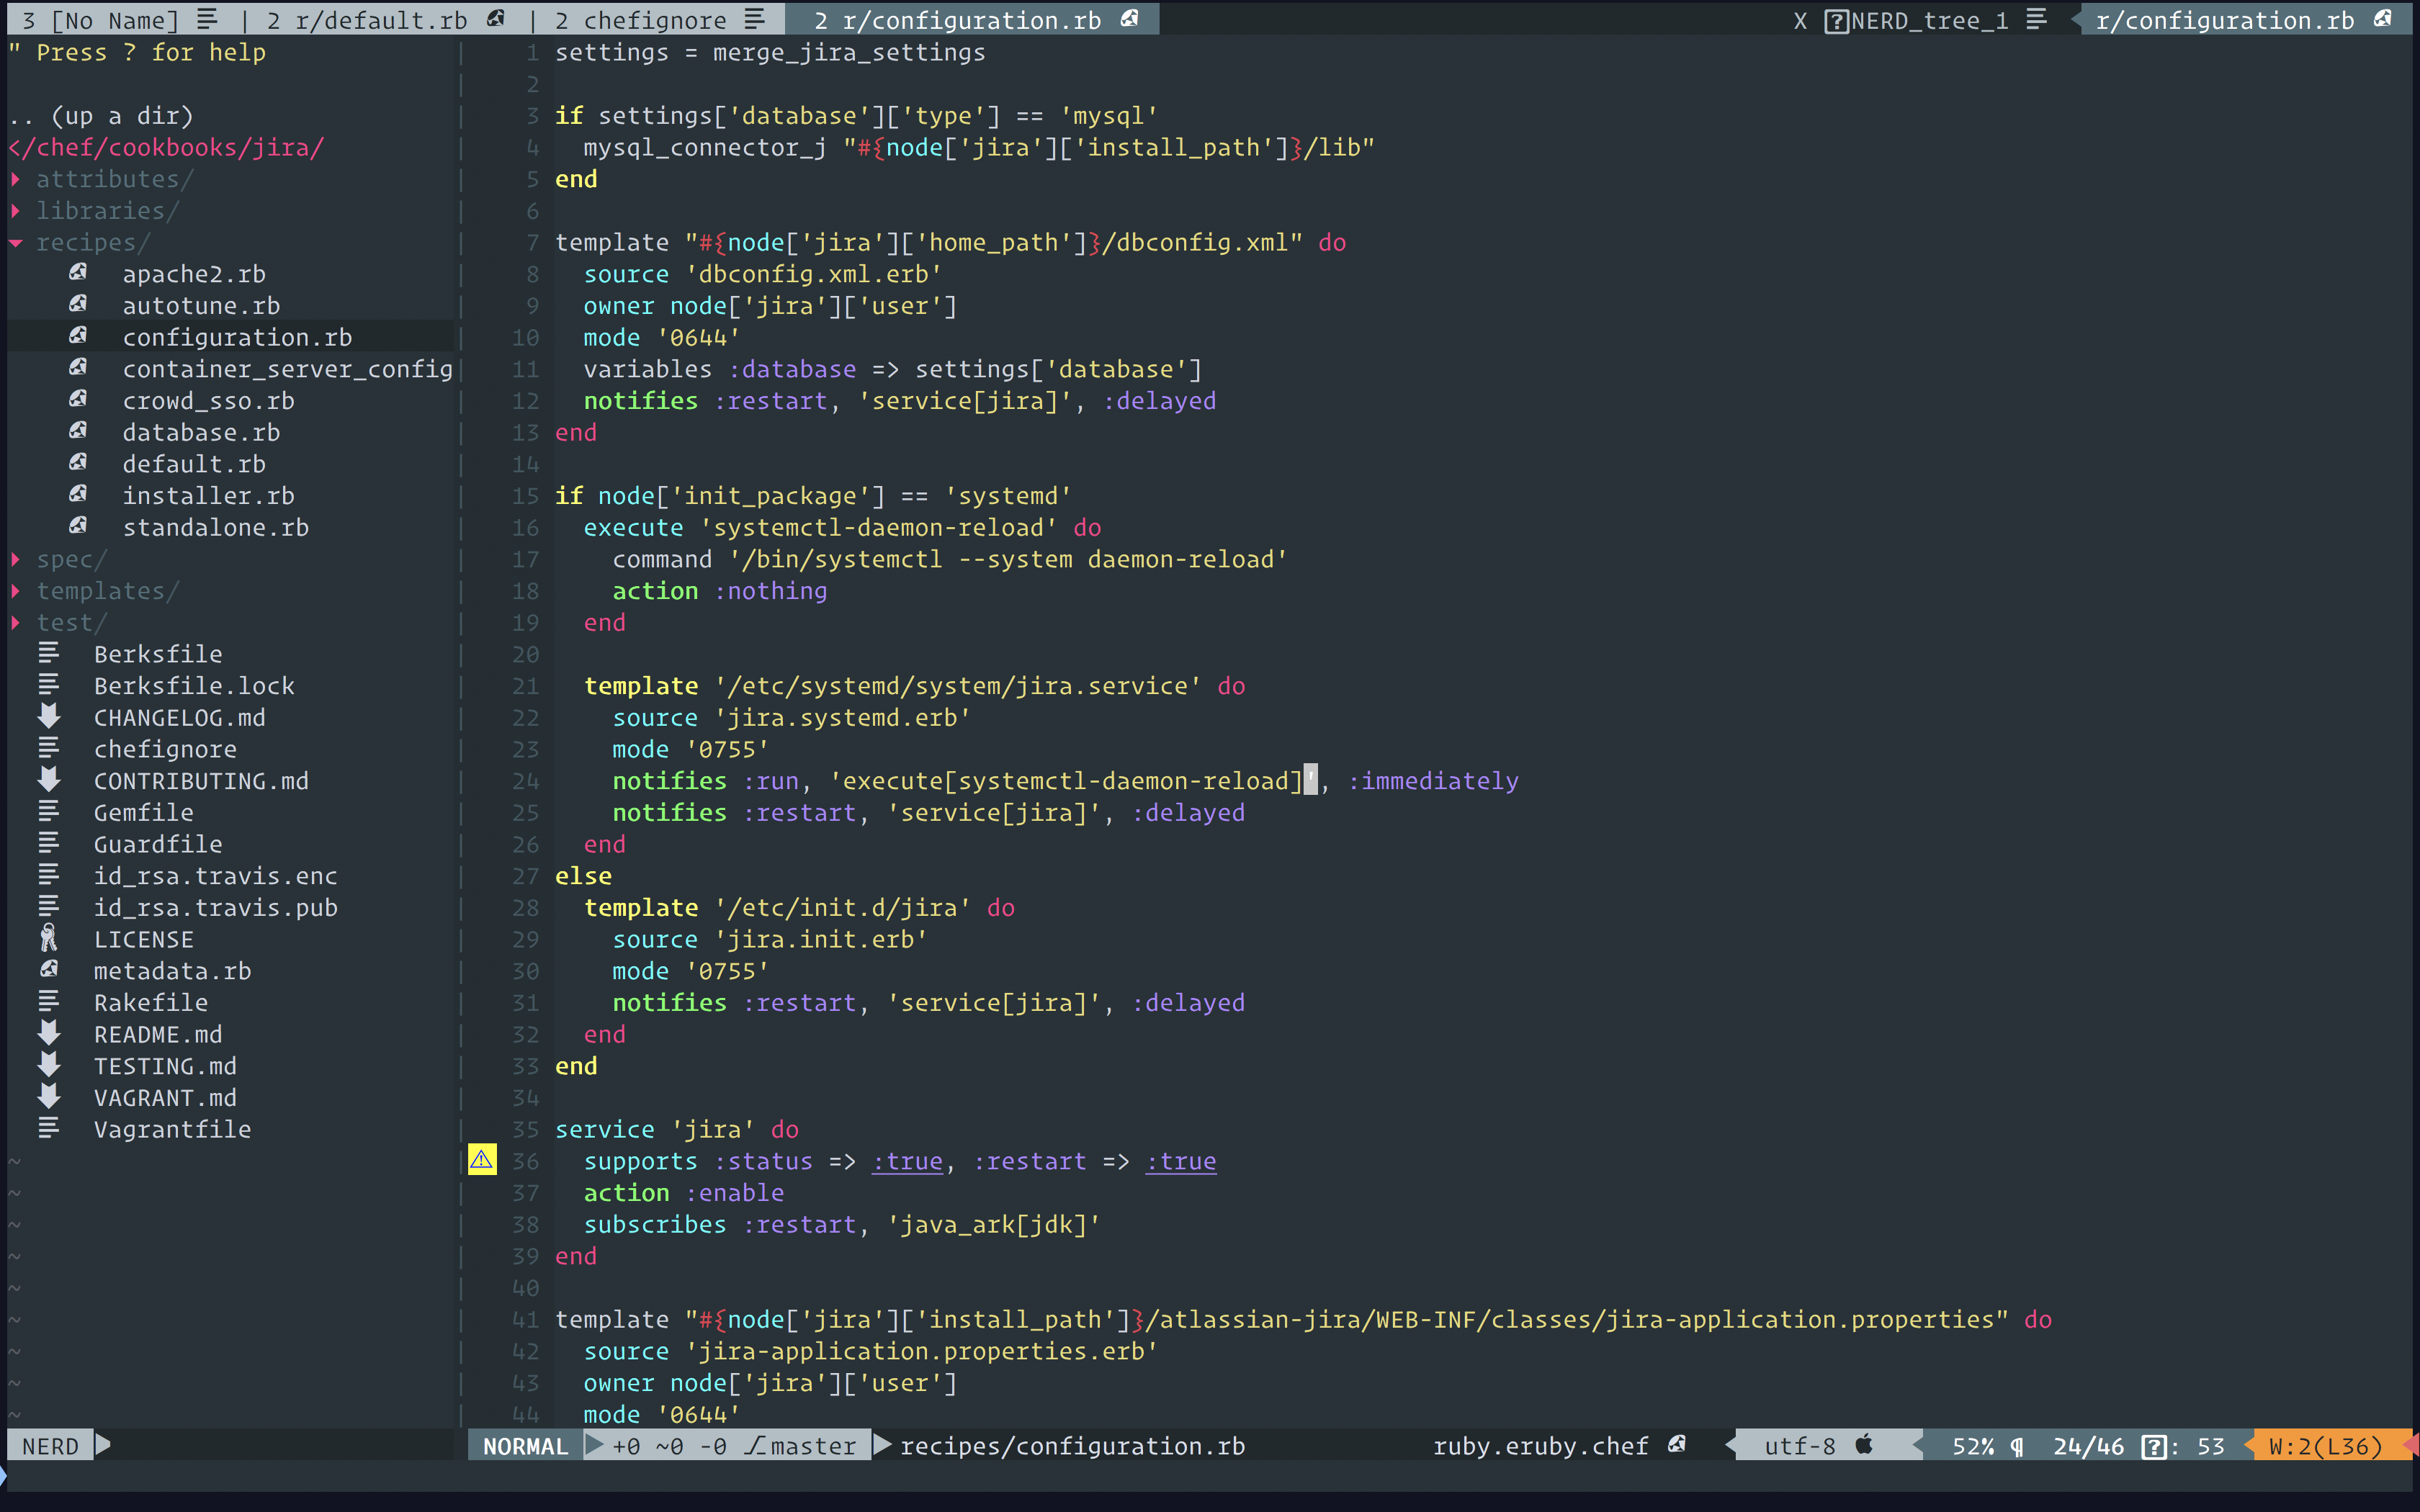 3 [No Name] | 2 r/default.rb | 2 chefignore 2 r/configuration.rb X [?]NERD_tree_1 r/configuration.rb
" Press ? for help
.. (up a dir)
</chef/cookbooks/jira/
attributes/
libraries/
recipes/
apache2.rb
autotune.rb
configuration.rb
container_server_config
crowd_sso.rb
database.rb
default.rb
installer.rb
standalone.rb
spec/
templates/
test/
Berksfile
Berksfile.lock
CHANGELOG.md
chefignore
CONTRIBUTING.md
Gemfile
Guardfile
id_rsa.travis.enc
id_rsa.travis.pub
LICENSE
metadata.rb
Rakefile
README.md
TESTING.md
VAGRANT.md
Vagrantfile
~
~
~
~
~
~
~
~
~
1 settings = merge_jira_settings
2
3 if settings['database']['type'] == 'mysql'
4   mysql_connector_j "#{node['jira']['install_path']}/lib"
5 end
6
7 template "#{node['jira']['home_path']}/dbconfig.xml" do
8   source 'dbconfig.xml.erb'
9   owner node['jira']['user']
10   mode '0644'
11   variables :database => settings['database']
12   notifies :restart, 'service[jira]', :delayed
13 end
14
15 if node['init_package'] == 'systemd'
16   execute 'systemctl-daemon-reload' do
17     command '/bin/systemctl --system daemon-reload'
18     action :nothing
19   end
20
21   template '/etc/systemd/system/jira.service' do
22     source 'jira.systemd.erb'
23     mode '0755'
24     notifies :run, 'execute[systemctl-daemon-reload]', :immediately
25     notifies :restart, 'service[jira]', :delayed
26   end
27 else
28   template '/etc/init.d/jira' do
29     source 'jira.init.erb'
30     mode '0755'
31     notifies :restart, 'service[jira]', :delayed
32   end
33 end
34
35 service 'jira' do
36   supports :status => :true, :restart => :true
37   action :enable
38   subscribes :restart, 'java_ark[jdk]'
39 end
40
41 template "#{node['jira']['install_path']}/atlassian-jira/WEB-INF/classes/jira-application.properties" do
42   source 'jira-application.properties.erb'
43   owner node['jira']['user']
44   mode '0644'
NERD NORMAL +0 ~0 -0 master recipes/configuration.rb ruby.eruby.chef utf-8 52% ¶ 24/46 [?]: 53 W:2(L36)